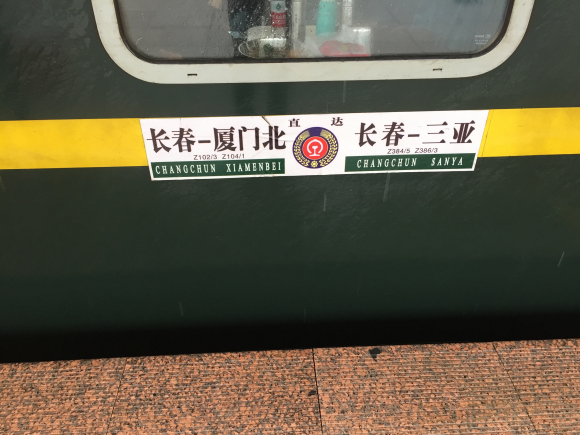 直达
长春-厦门北
Z102/3 Z104/1
CHANGCHUN XIAMENBEI
长春-三亚
Z384/5 Z386/3
CHANGCHUN SANYA